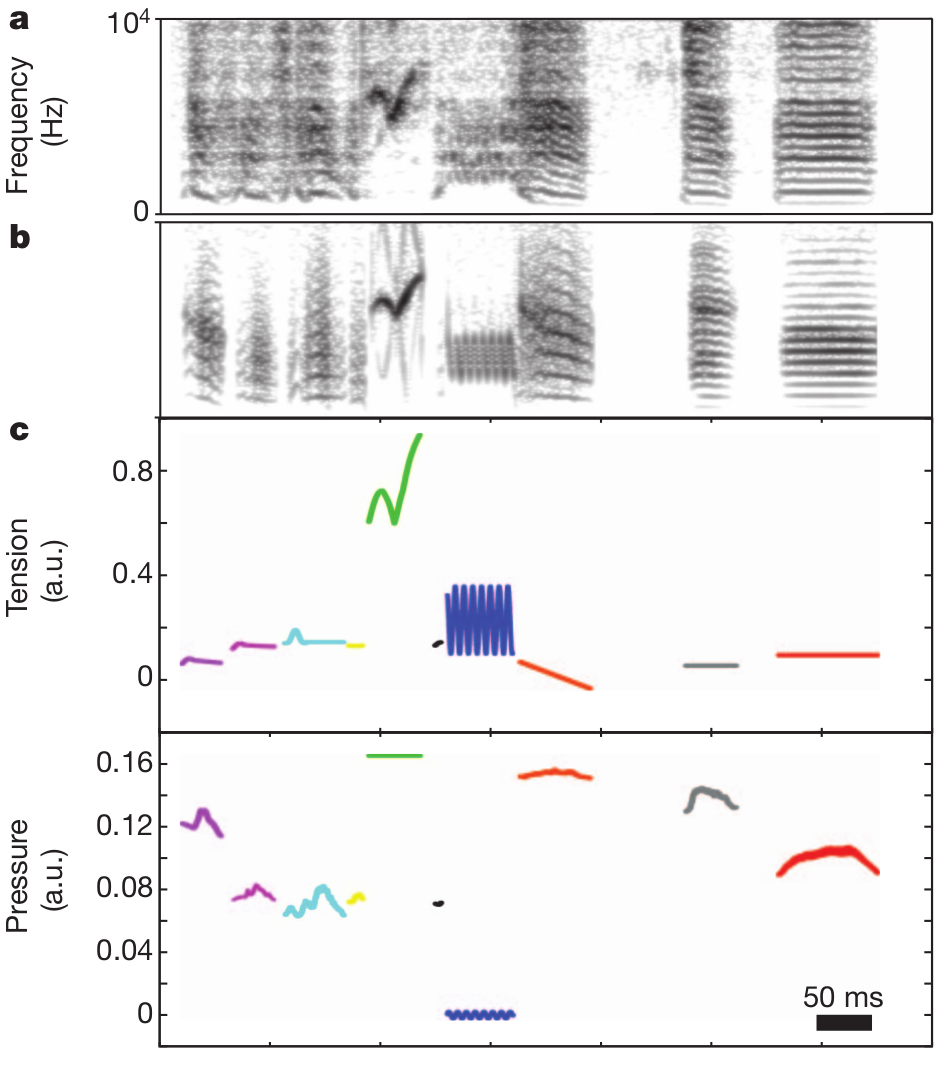 a
10⁴
Frequency
(Hz)
0
b
c
0.8
0.4
0
Tension
(a.u.)
0.16
0.12
0.08
0.04
0
Pressure
(a.u.)
50 ms